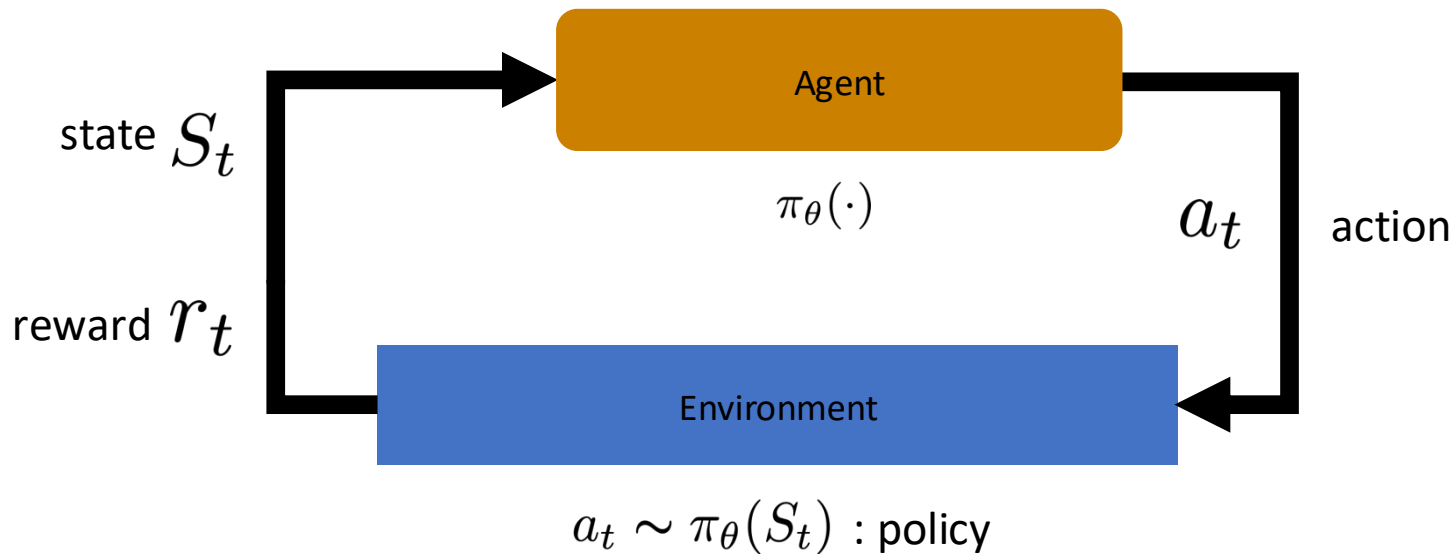 Agent
state $S_t$
$\pi_\theta(\cdot)$
$a_t$ action
reward $r_t$
Environment
$a_t \sim \pi_\theta(S_t)$ : policy